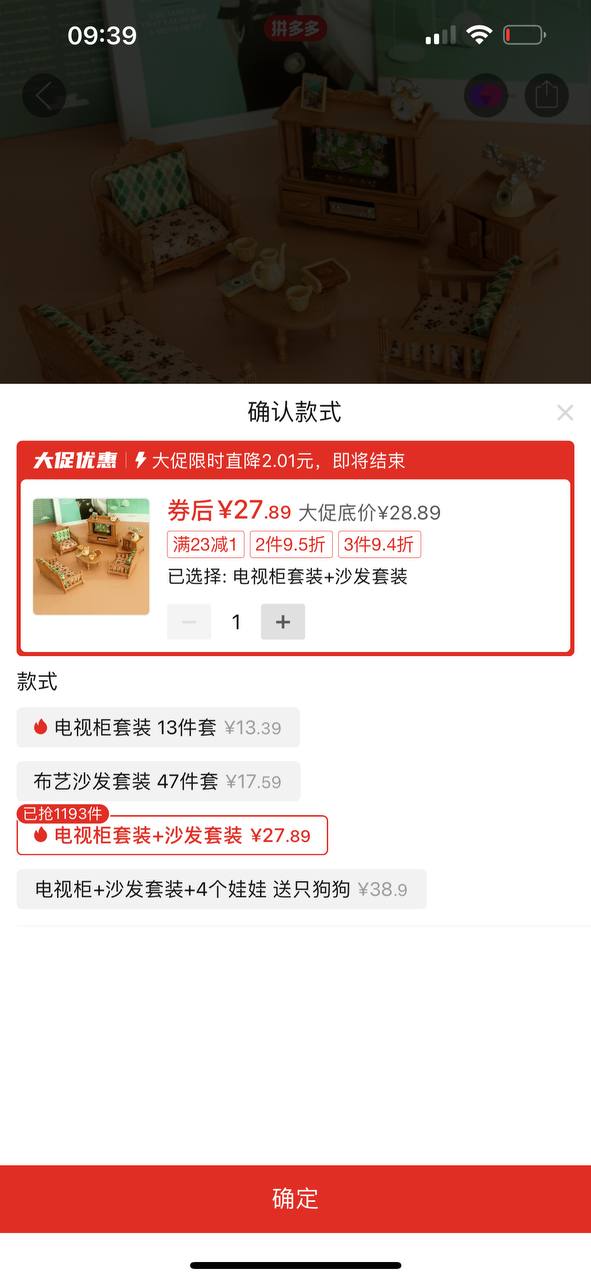 09:39
拼多多
确认款式
大促优惠 大促限时直降2.01元，即将结束
券后¥27.89 大促底价¥28.89
满23减1 2件9.5折 3件9.4折
已选择: 电视柜套装+沙发套装
1
款式
电视柜套装 13件套 ¥13.39
布艺沙发套装 47件套 ¥17.59
已抢1193件
电视柜套装+沙发套装 ¥27.89
电视柜+沙发套装+4个娃娃 送只狗狗 ¥38.9
确定